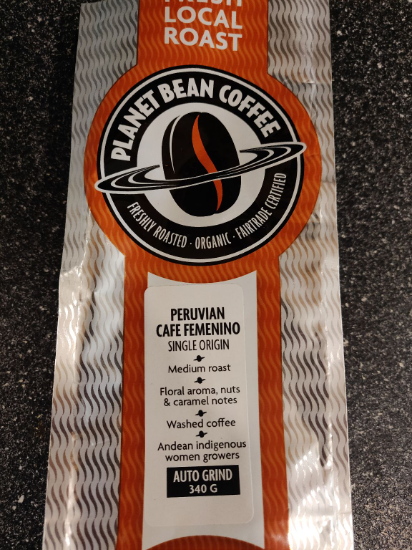 FRESH
LOCAL
ROAST
PLANET BEAN COFFEE
FRESHLY ROASTED · ORGANIC · FAIRTRADE CERTIFIED
PERUVIAN
CAFE FEMENINO
SINGLE ORIGIN
Medium roast
Floral aroma, nuts
& caramel notes
Washed coffee
Andean indigenous
women growers
AUTO GRIND
340 G